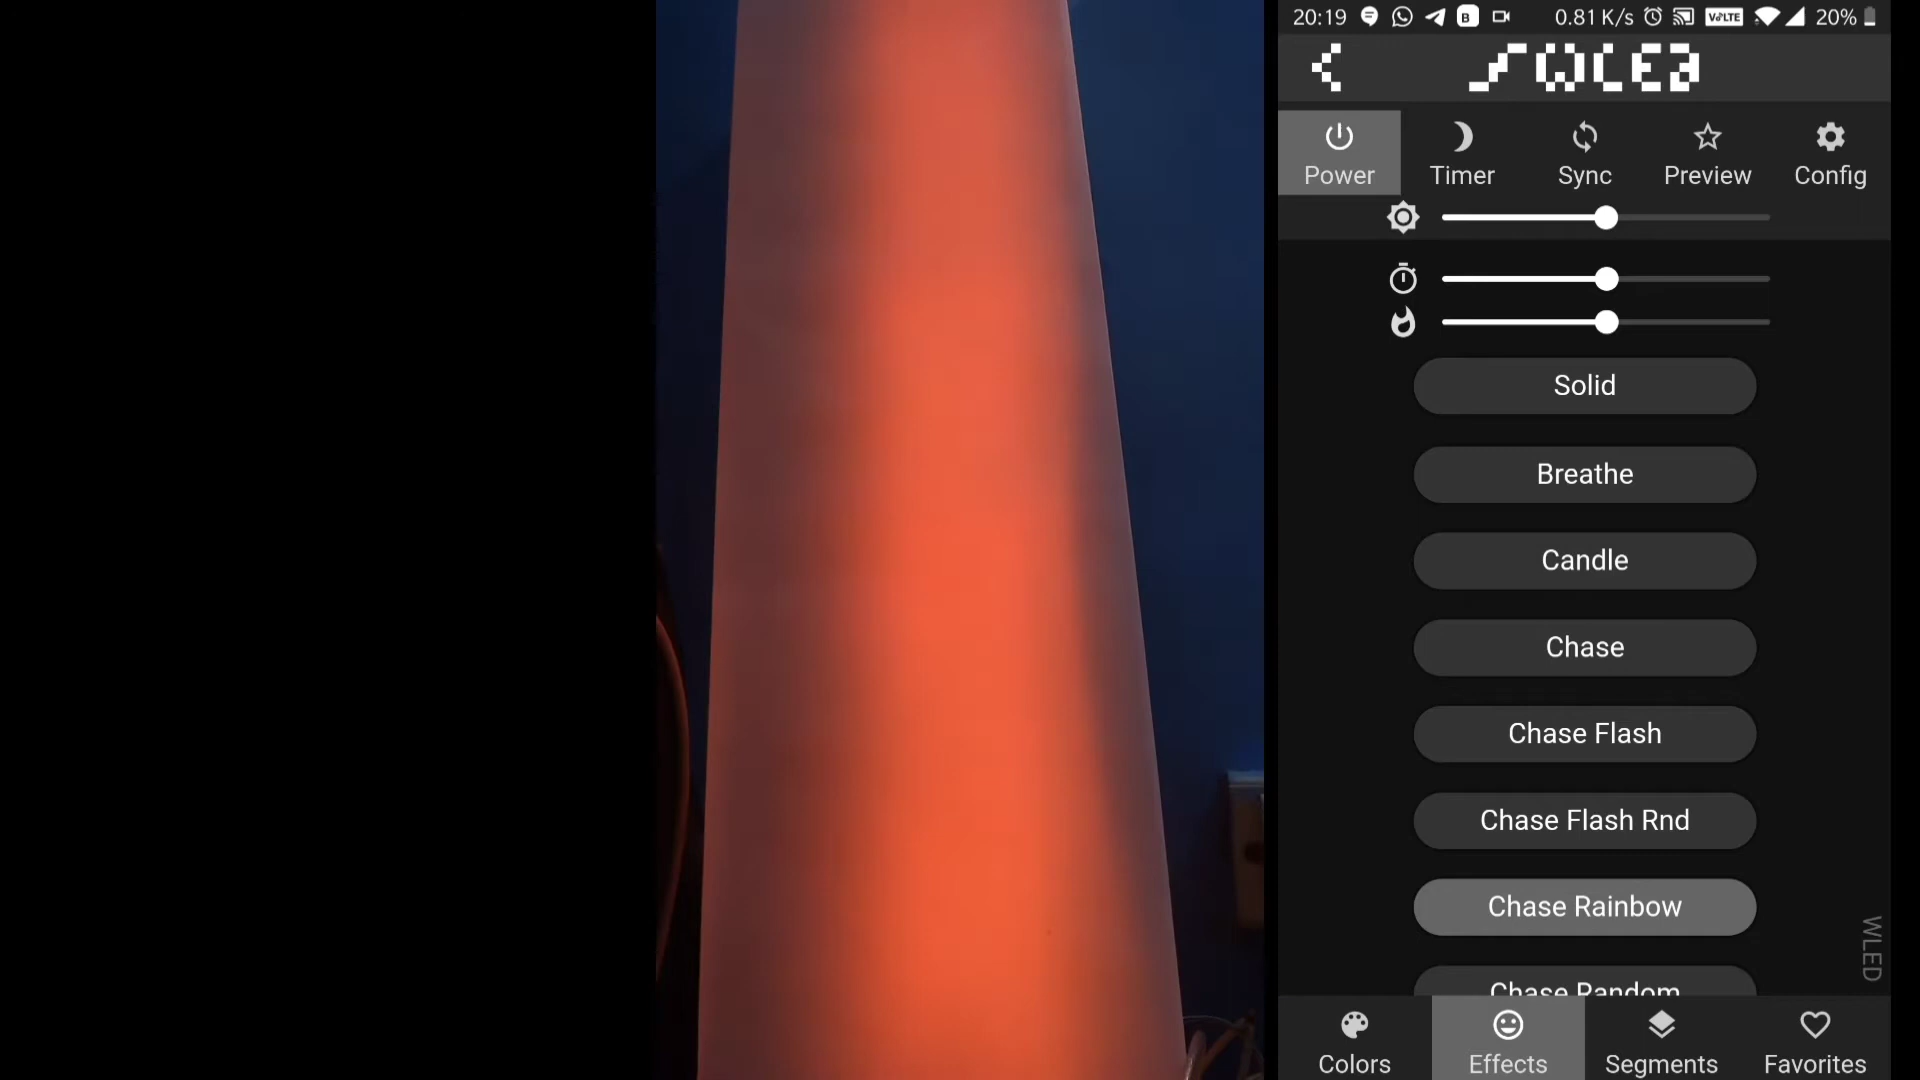 20:19 B 0.81 K/s VoLTE 20%
Power Timer Sync Preview Config
Solid
Breathe
Candle
Chase
Chase Flash
Chase Flash Rnd
Chase Rainbow
Chase Random
WLED
Colors Effects Segments Favorites